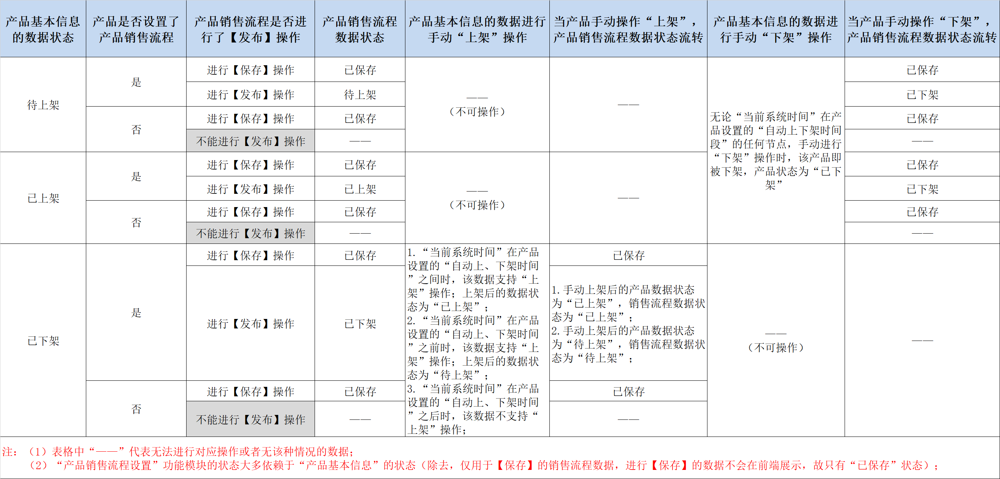 产品基本信息
的数据状态
产品是否设置了
产品销售流程
产品销售流程是否进
行了【发布】操作
产品销售流程
数据状态
产品基本信息的数据进行
手动“上架”操作
当产品手动操作“上架”，
产品销售流程数据状态流转
产品基本信息的数据进
行手动“下架”操作
当产品手动操作“下架”，
产品销售流程数据状态流转
待上架
是
进行【保存】操作
已保存
——
（不可操作）
——
无论“当前系统时间”在产
品设置的“自动上下架时间
段”的任何节点，手动进行
“下架”操作时，该产品即
被下架，产品状态为“已下
架”
已保存
进行【发布】操作
待上架
已下架
否
进行【保存】操作
已保存
已保存
不能进行【发布】操作
——
——
已上架
是
进行【保存】操作
已保存
——
（不可操作）
——
已保存
进行【发布】操作
已上架
已下架
否
进行【保存】操作
已保存
已保存
不能进行【发布】操作
——
——
已下架
是
进行【保存】操作
已保存
1.“当前系统时间”在产品
设置的“自动上、下架时间
”之间时，该数据支持“上
架”操作；上架后的数据状
态为“已上架”；
2.“当前系统时间”在产品
设置的“自动上、下架时间
”之前时，该数据支持“上
架”操作；上架后的数据状
态为“待上架”；
3.“当前系统时间”在产品
设置的“自动上、下架时间
”之后时，该数据不支持“
上架”操作；
已保存
——
（不可操作）
——
进行【发布】操作
已下架
1.手动上架后的产品数据状态
为“已上架”，销售流程数据状
态为“已上架”；
2.手动上架后的产品数据状态
为“待上架”，销售流程数据状
态为“待上架”；
否
进行【保存】操作
已保存
已保存
不能进行【发布】操作
——
——
注：（1）表格中“——”代表无法进行对应操作或者无该种情况的数据；
（2）“产品销售流程设置”功能模块的状态大多依赖于“产品基本信息”的状态（除去，仅用于【保存】的销售流程数据，进行【保存】的数据不会在前端展示，故只有“已保存”状态）；